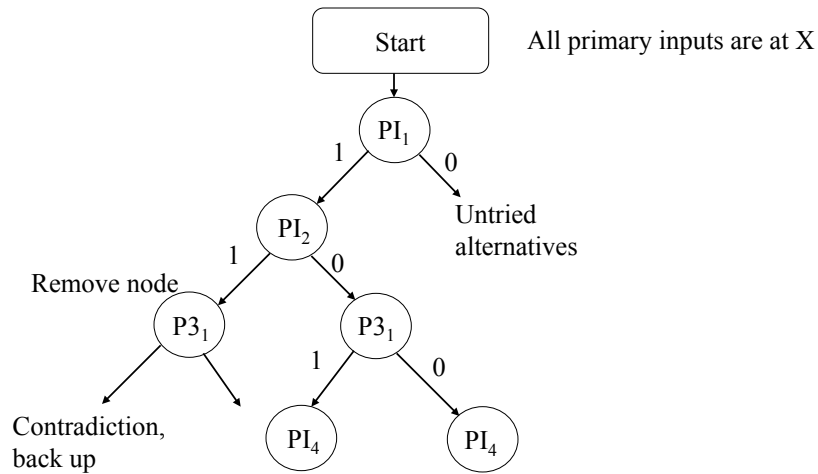 Start
All primary inputs are at X
PI₁
1
0
PI₂
Untried
alternatives
1
0
Remove node
P3₁
P3₁
1
0
Contradiction,
back up
PI₄
PI₄